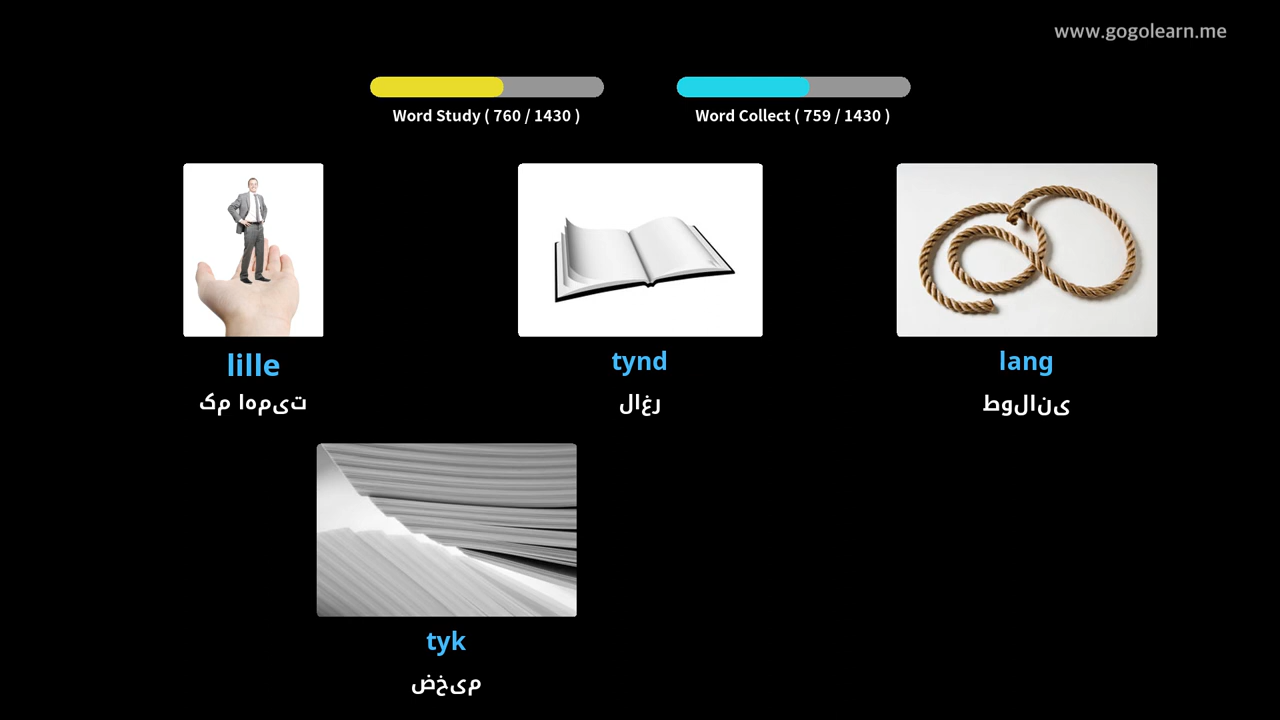 www.gogolearn.me
Word Study ( 760 / 1430 )
Word Collect ( 759 / 1430 )
lille
کم اهمیت
tynd
لاغر
lang
طولانی
tyk
ضخیم